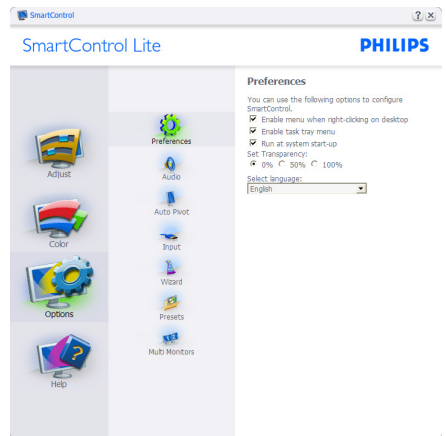 SmartControl
SmartControl Lite
PHILIPS
Adjust
Color
Options
Help
Preferences
Audio
Auto Pivot
Input
Wizard
Presets
Multi Monitors
Preferences
You can use the following options to configure
SmartControl.
Enable menu when right-clicking on desktop
Enable task tray menu
Run at system start-up
Set Transparency:
0% 50% 100%
Select language:
English